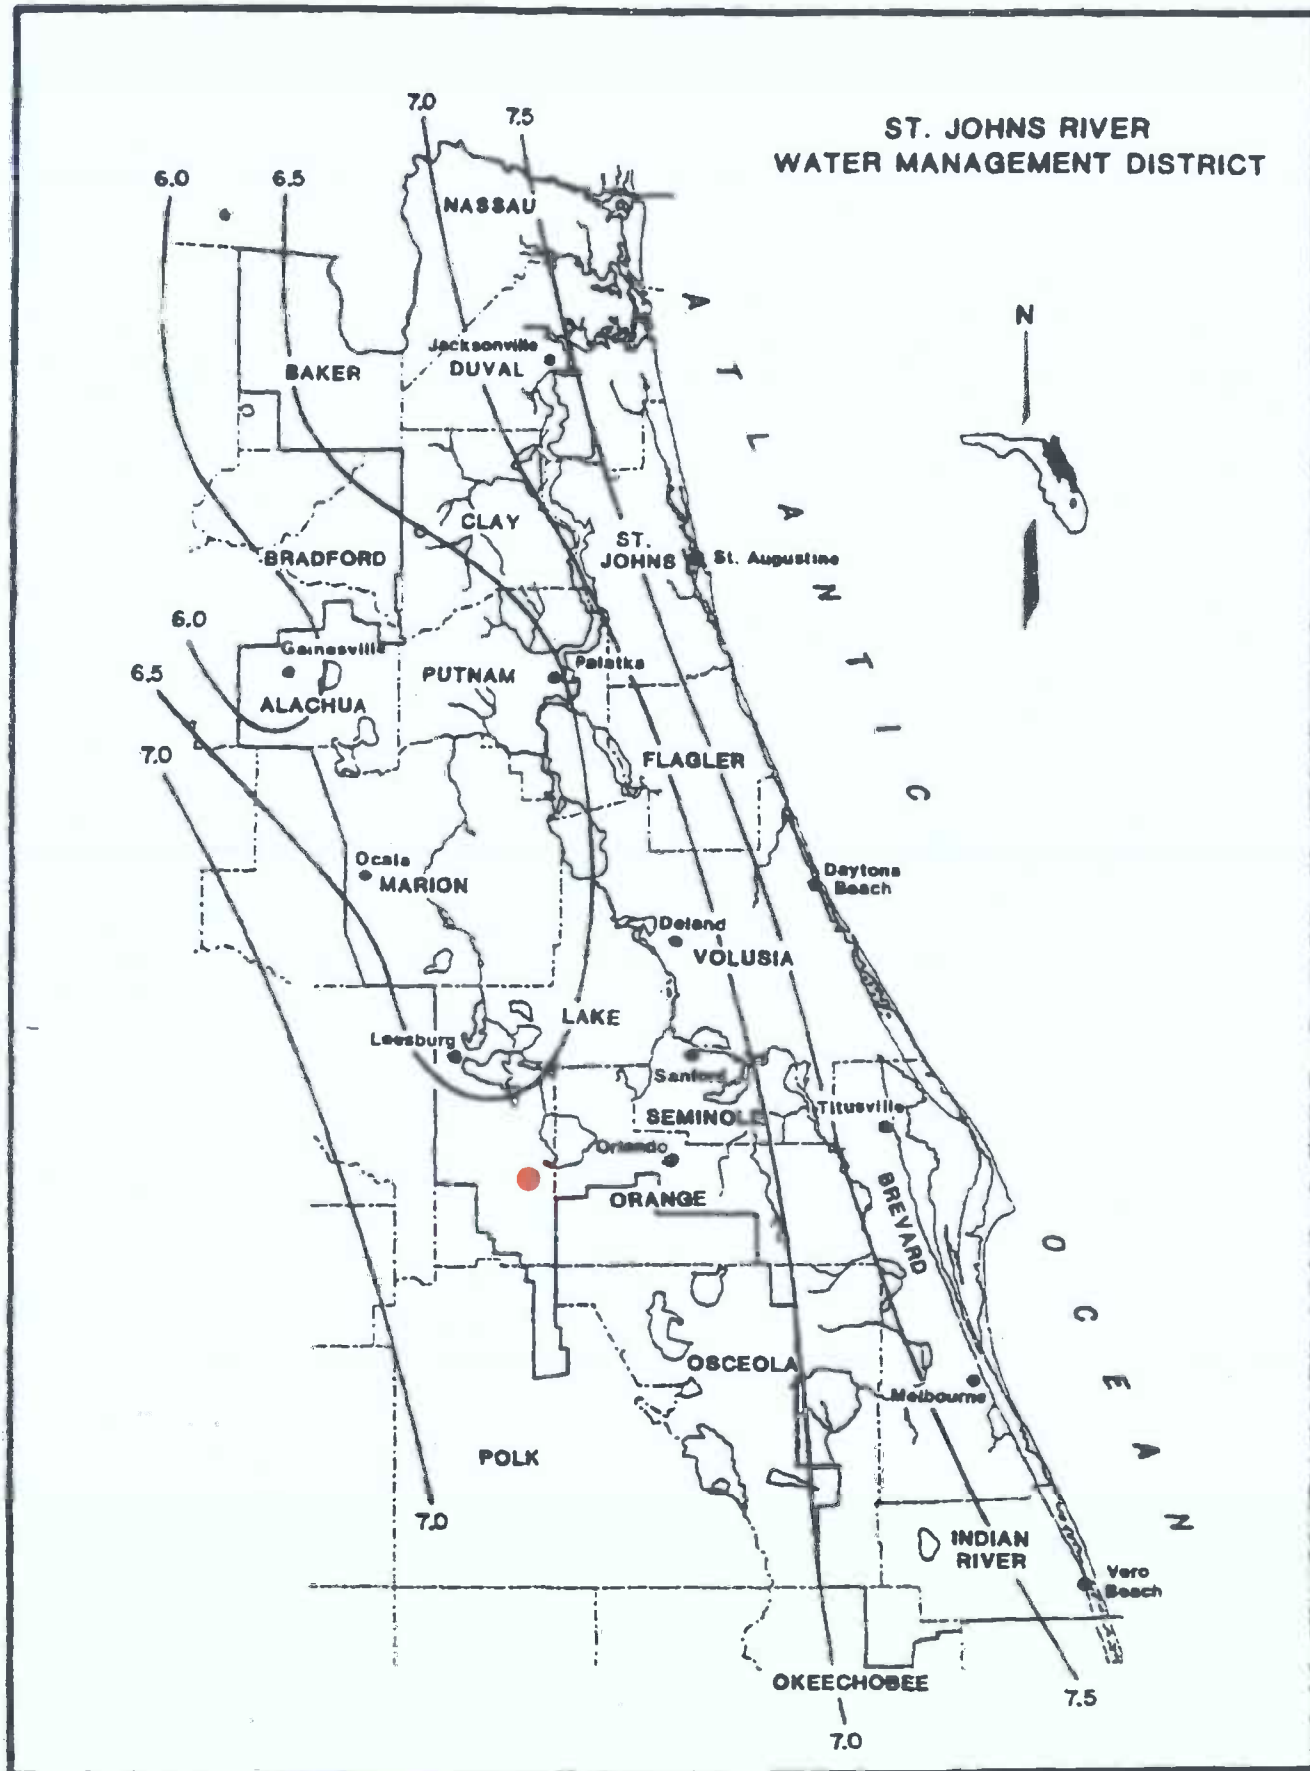 ST. JOHNS RIVER
WATER MANAGEMENT DISTRICT
7.0
7.5
6.0
6.5
NASSAU
N
Jacksonville
DUVAL
BAKER
CLAY
ST.
JOHNS
St. Augustine
BRADFORD
6.0
Gainesville
ALACHUA
PUTNAM
Palatka
6.5
7.0
FLAGLER
Ocala
MARION
Daytona
Beach
Deland
VOLUSIA
LAKE
Leesburg
Sanford
SEMINOLE
Titusville
Orlando
ORANGE
BREVARD
OSCEOLA
Melbourne
POLK
7.0
INDIAN
RIVER
Vero
Beach
OKEECHOBEE
7.5
7.0
ATLANTIC
OCEAN